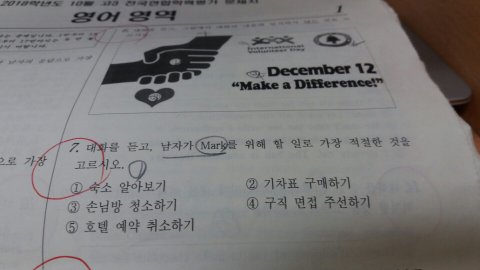 2018학년도 10월 고3 전국연합학력평가 문제지
영어 영역
1
International
Volunteer Day
December 12
"Make a Difference!"
7. 대화를 듣고, 남자가 Mark를 위해 할 일로 가장 적절한 것을
고르시오.
① 숙소 알아보기
② 기차표 구매하기
③ 손님방 청소하기
④ 구직 면접 주선하기
⑤ 호텔 예약 취소하기
으로 가장